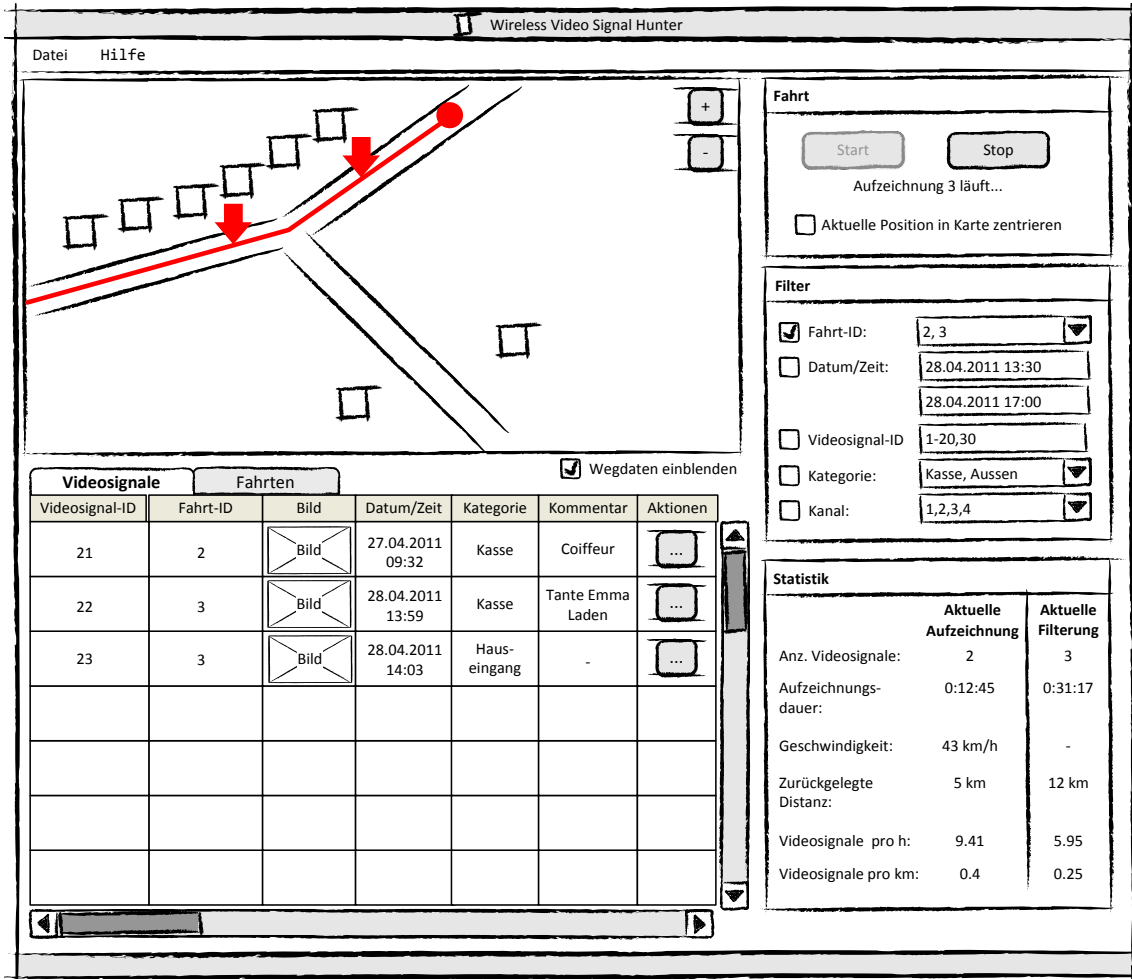 Wireless Video Signal Hunter
Datei Hilfe
+
-
Fahrt
Start Stop
Aufzeichnung 3 läuft...
Aktuelle Position in Karte zentrieren
Filter
Fahrt-ID: 2, 3
Datum/Zeit: 28.04.2011 13:30
28.04.2011 17:00
Videosignal-ID 1-20,30
Kategorie: Kasse, Aussen
Kanal: 1,2,3,4
Wegdaten einblenden
Videosignale Fahrten
Videosignal-ID Fahrt-ID Bild Datum/Zeit Kategorie Kommentar Aktionen
21 2 Bild 27.04.2011 09:32 Kasse Coiffeur ...
22 3 Bild 28.04.2011 13:59 Kasse Tante Emma Laden ...
23 3 Bild 28.04.2011 14:03 Haus-eingang - ...
Statistik
Aktuelle Aufzeichnung Aktuelle Filterung
Anz. Videosignale: 2 3
Aufzeichnungs-dauer: 0:12:45 0:31:17
Geschwindigkeit: 43 km/h -
Zurückgelegte Distanz: 5 km 12 km
Videosignale pro h: 9.41 5.95
Videosignale pro km: 0.4 0.25